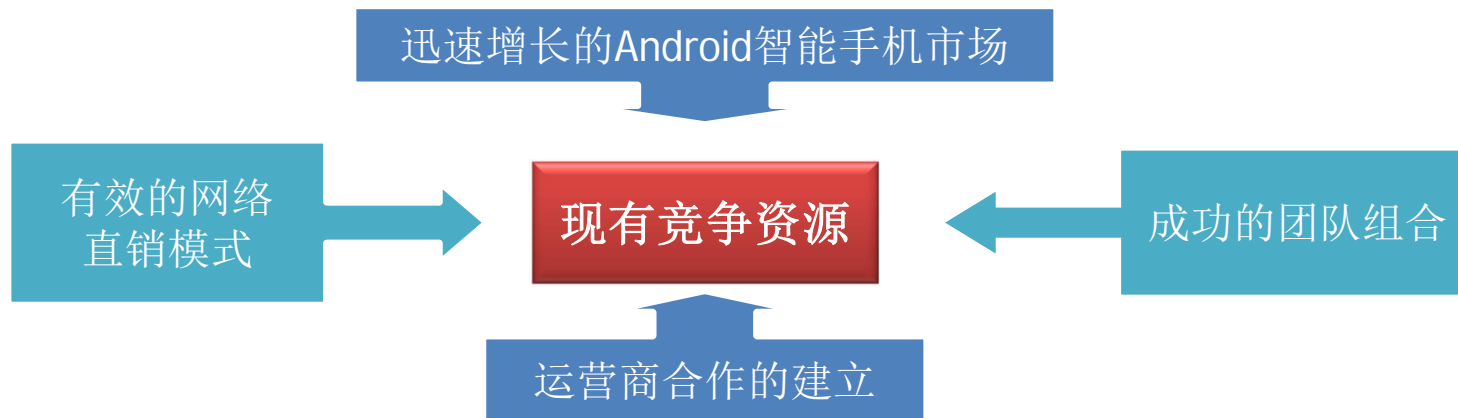 迅速增长的Android智能手机市场
有效的网络
直销模式
现有竞争资源
成功的团队组合
运营商合作的建立